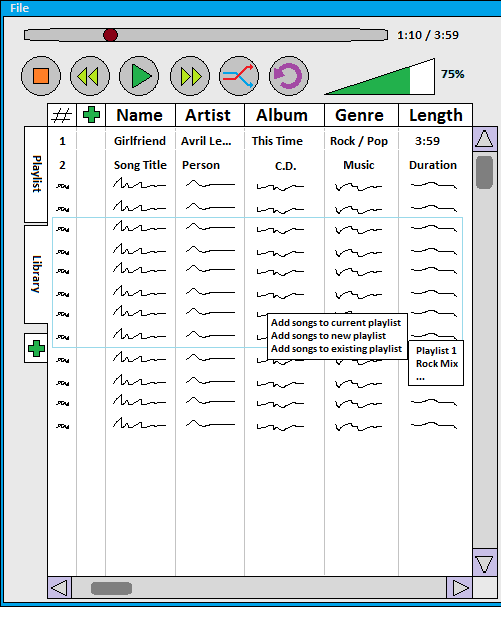 File
1:10 / 3:59
75%
# Name Artist Album Genre Length
1 Girlfriend Avril Le... This Time Rock / Pop 3:59
2 Song Title Person C.D. Music Duration
Playlist
Library
Add songs to current playlist
Add songs to new playlist
Add songs to existing playlist
Playlist 1
Rock Mix
...